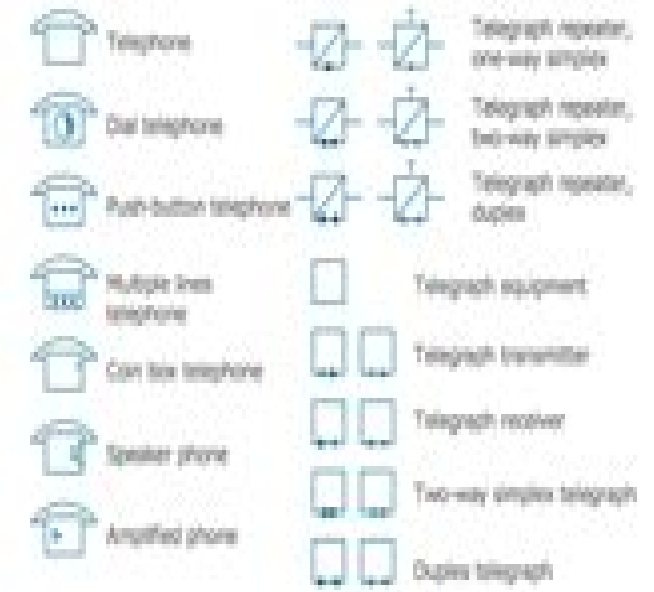 Telephone
Dial telephone
Push-button telephone
Multiple lines
telephone
Coin box telephone
Speaker phone
Amplified phone
Telegraph repeater,
one-way simplex
Telegraph repeater,
two-way simplex
Telegraph repeater,
duplex
Telegraph equipment
Telegraph transmitter
Telegraph receiver
Two-way simplex telegraph
Duplex telegraph